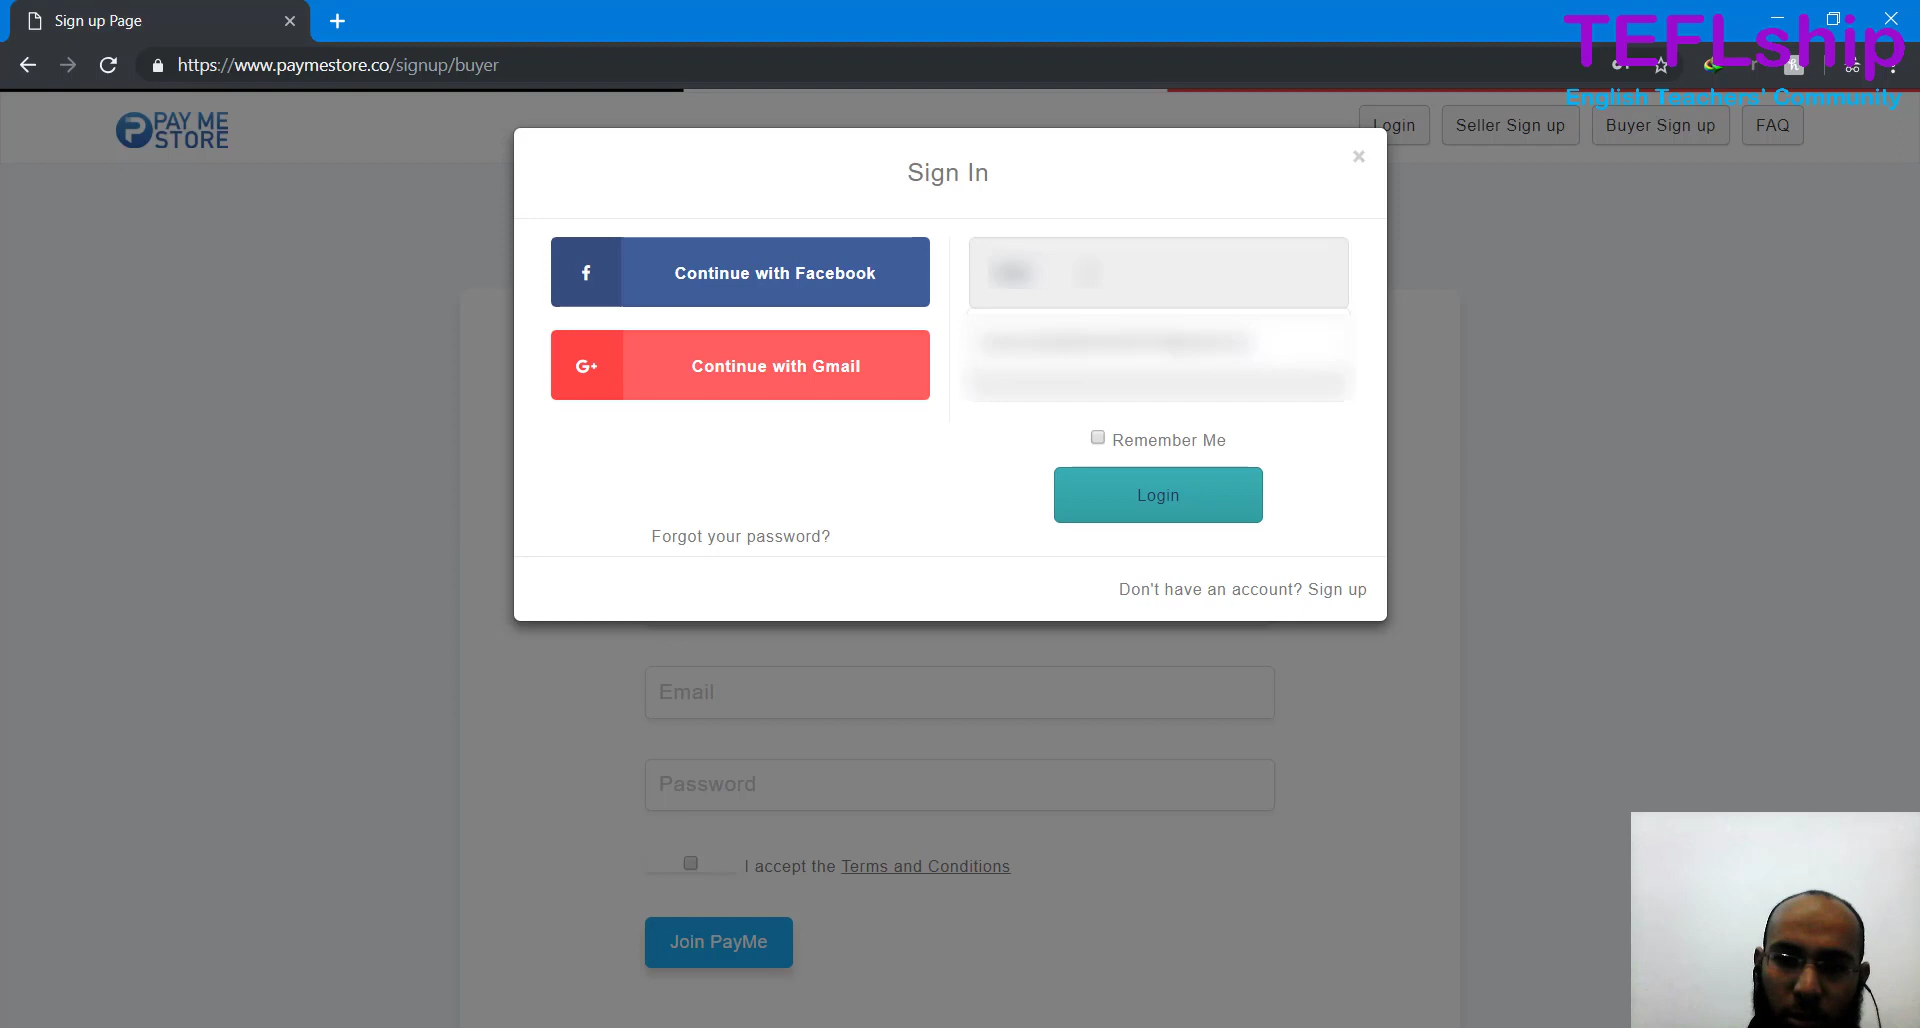 Sign up Page
TEFLship
https://www.paymestore.co/signup/buyer
English Teachers' Community
PAY ME
STORE
Login
Seller Sign up
Buyer Sign up
FAQ
Sign In
Continue with Facebook
Continue with Gmail
Remember Me
Login
Forgot your password?
Don't have an account? Sign up
Email
Password
I accept the Terms and Conditions
Join PayMe